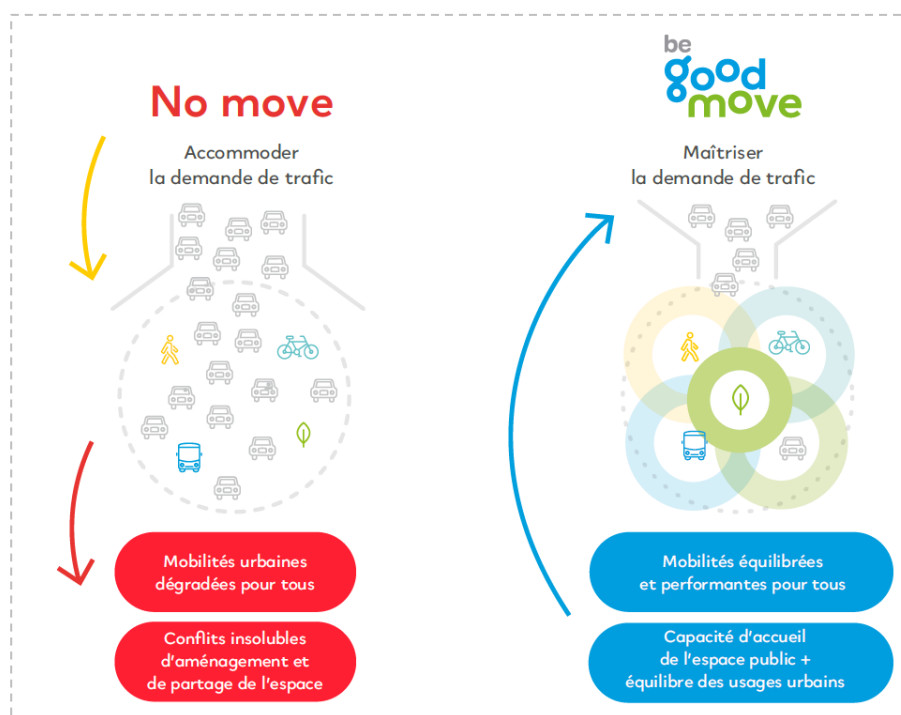 No move
Accommoder
la demande de trafic
Mobilités urbaines
dégradées pour tous
Conflits insolubles
d'aménagement et
de partage de l'espace
be
good
move
Maîtriser
la demande de trafic
Mobilités équilibrées
et performantes pour tous
Capacité d'accueil
de l'espace public +
équilibre des usages urbains